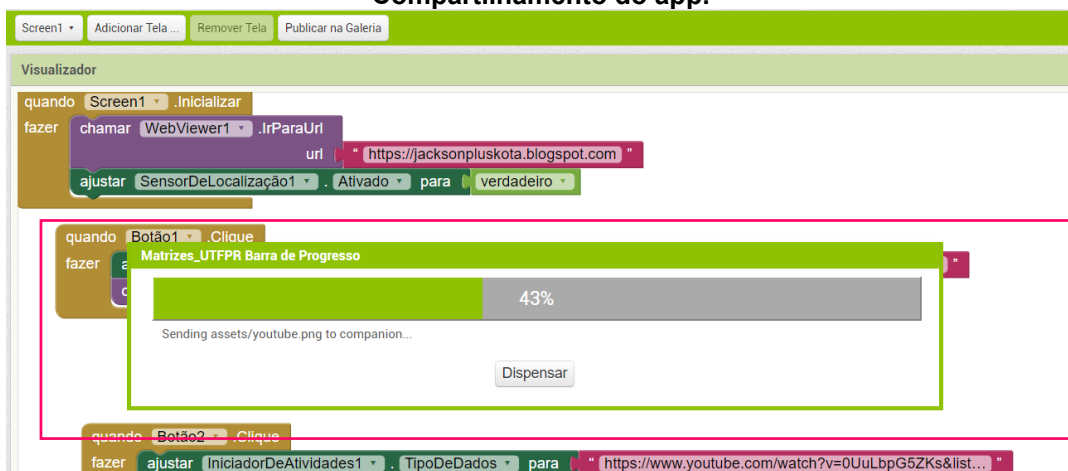 Compartilhamento do app.
Screen1 Adicionar Tela ... Remover Tela Publicar na Galeria
Visualizador
quando Screen1 .Inicializar
fazer chamar WebViewer1 .IrParaUrl
url " https://jacksonpluskota.blogspot.com "
ajustar SensorDeLocalização1 . Ativado para verdadeiro
quando Botão1 .Clique
fazer "
Matrizes_UTFPR Barra de Progresso
43%
Sending assets/youtube.png to companion...
Dispensar
quando Botão2 .Clique
fazer ajustar IniciadorDeAtividades1 . TipoDeDados para " https://www.youtube.com/watch?v=0UuLbpG5ZKs&list... "